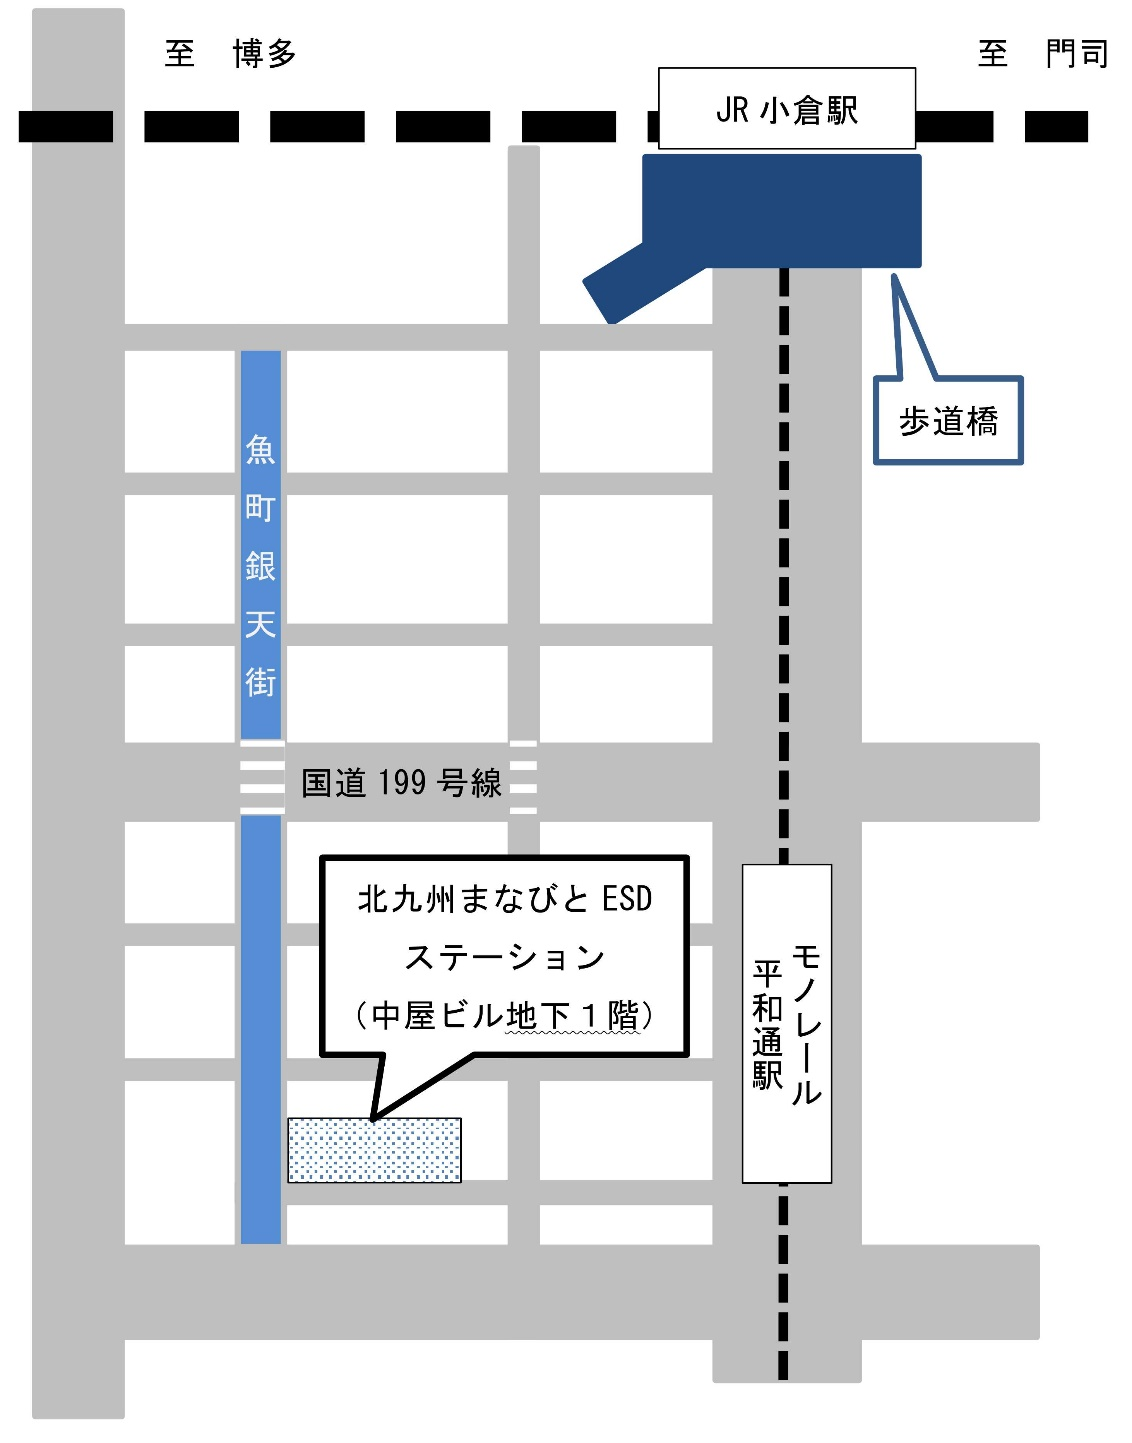 至　博多
至　門司
JR 小倉駅
歩道橋
魚町銀天街
国道 199 号線
北九州まなびと ESD
ステーション
（中屋ビル地下１階）
モノレール
平和通駅